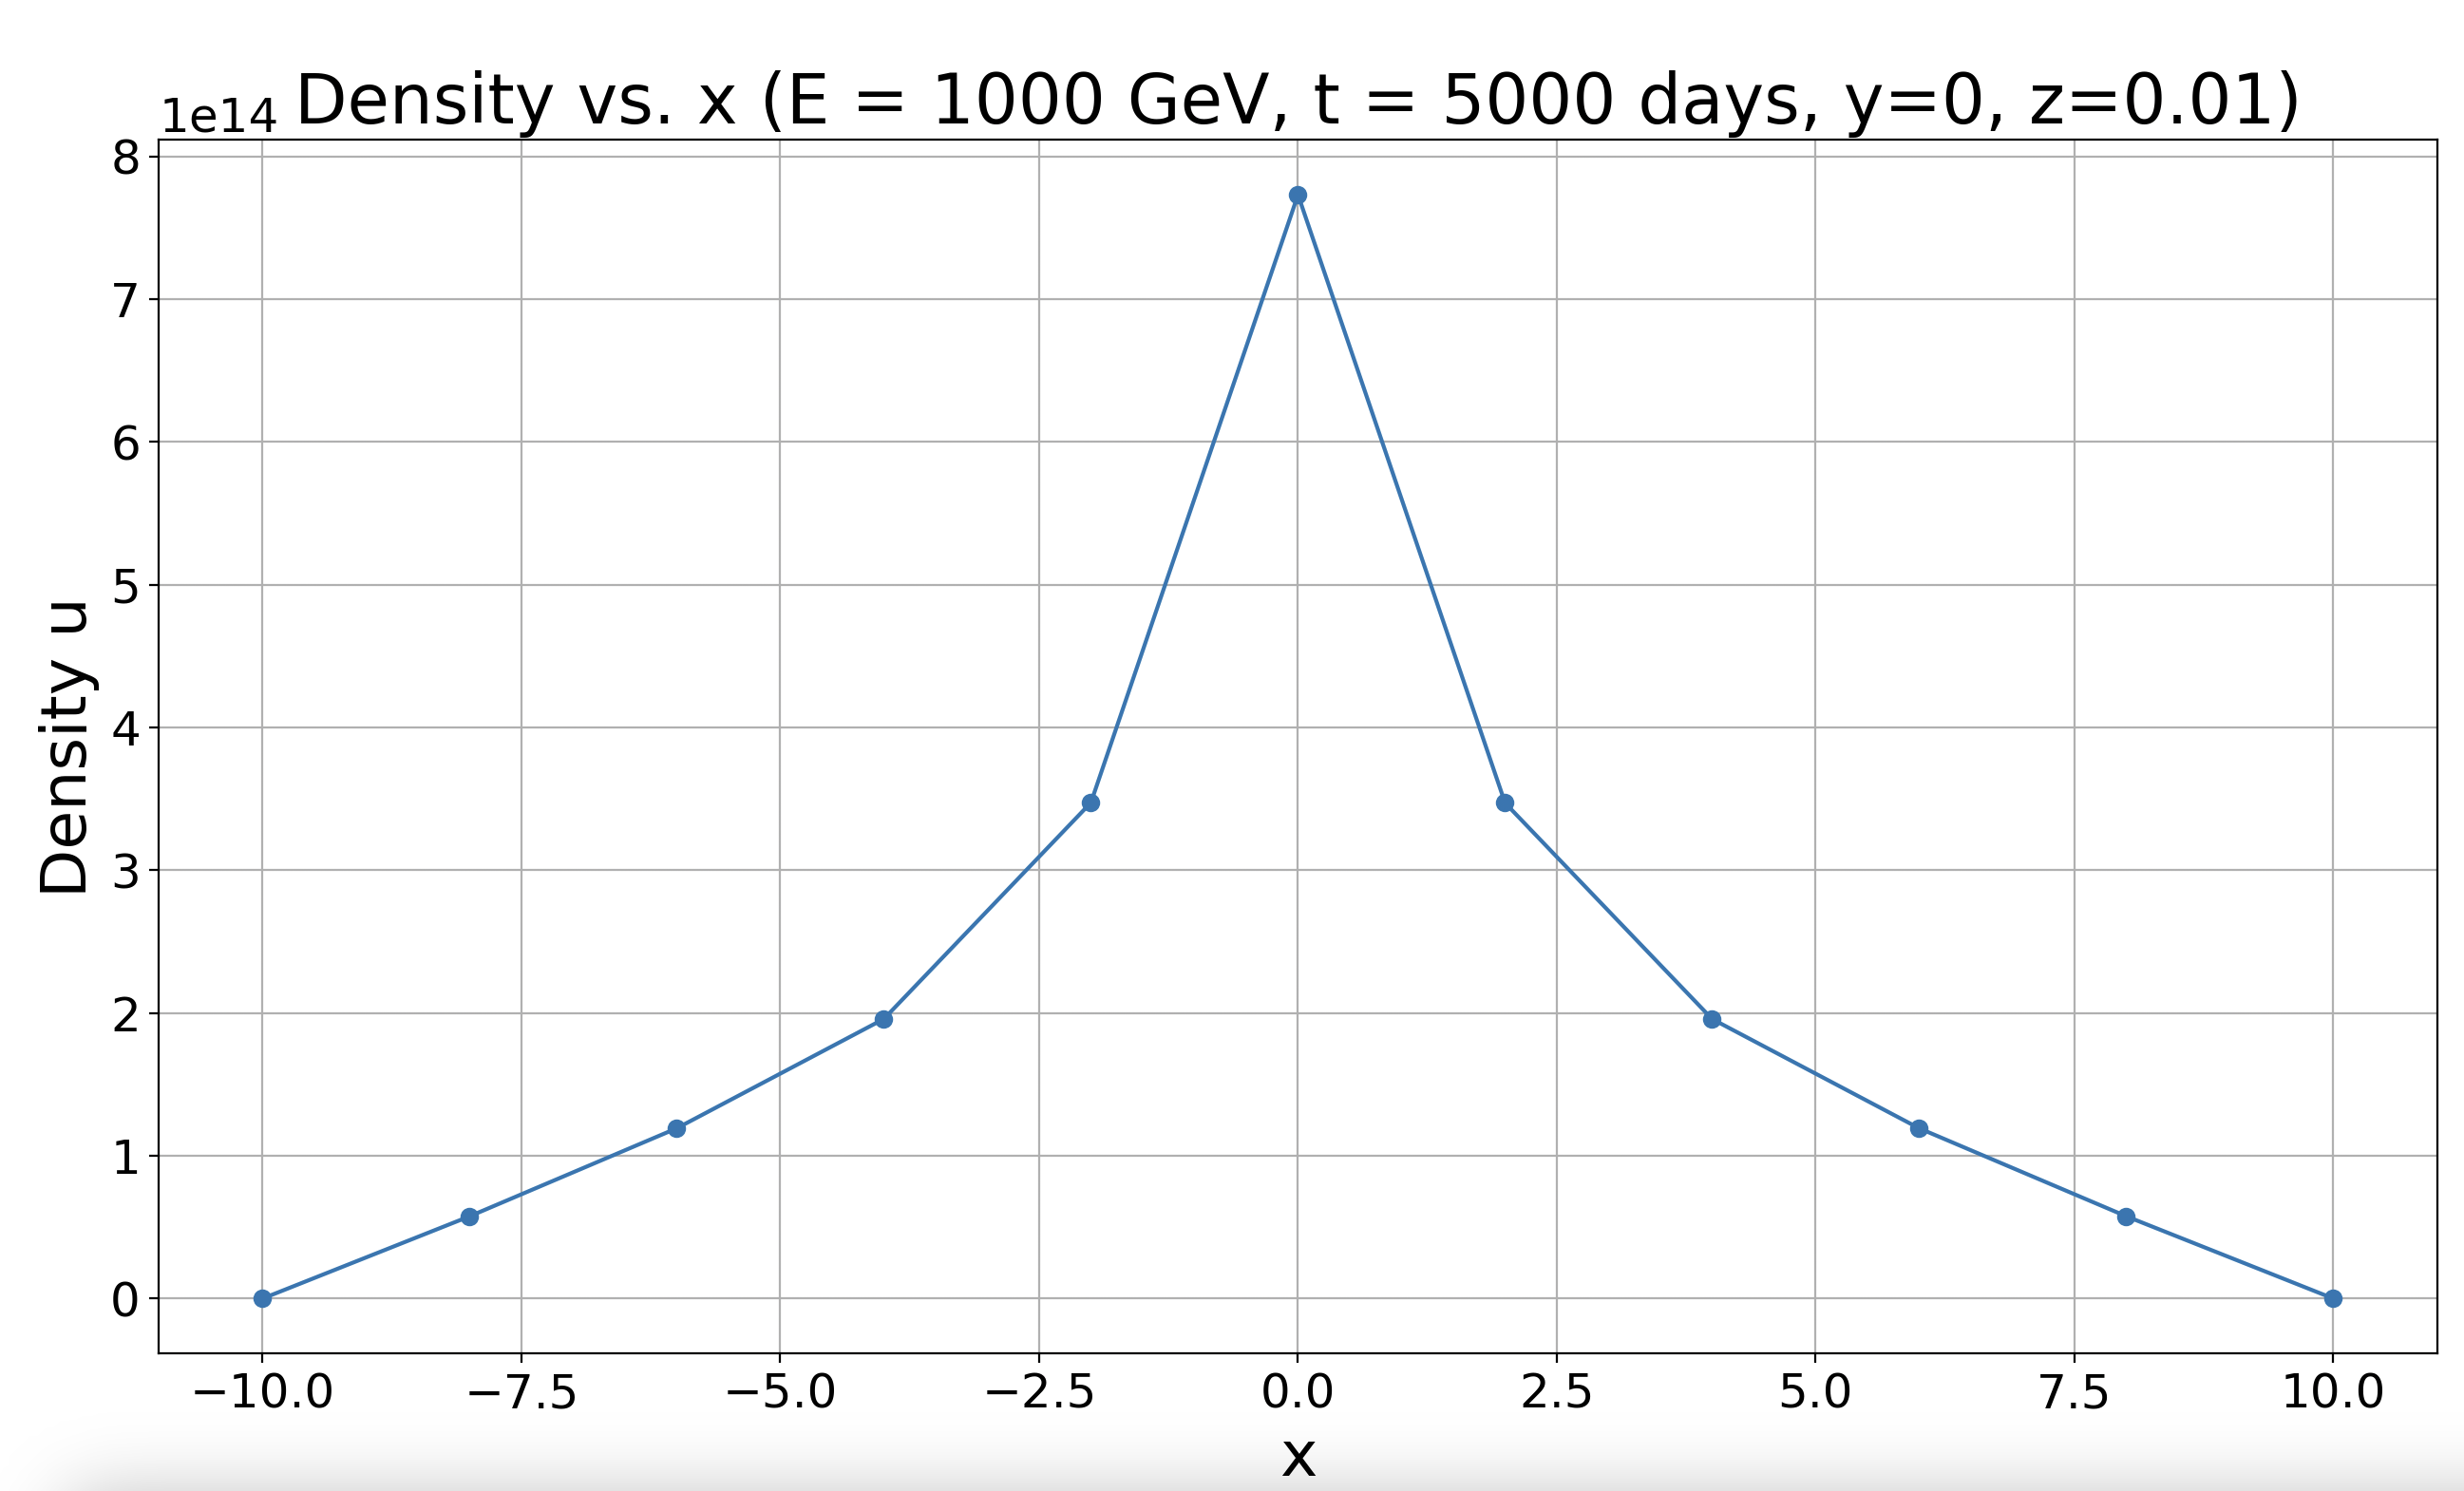 1e14 Density vs. x (E = 1000 GeV, t = 5000 days, y=0, z=0.01)
8
7
6
5
4
3
2
1
0
Density u
−10.0 −7.5 −5.0 −2.5 0.0 2.5 5.0 7.5 10.0
x